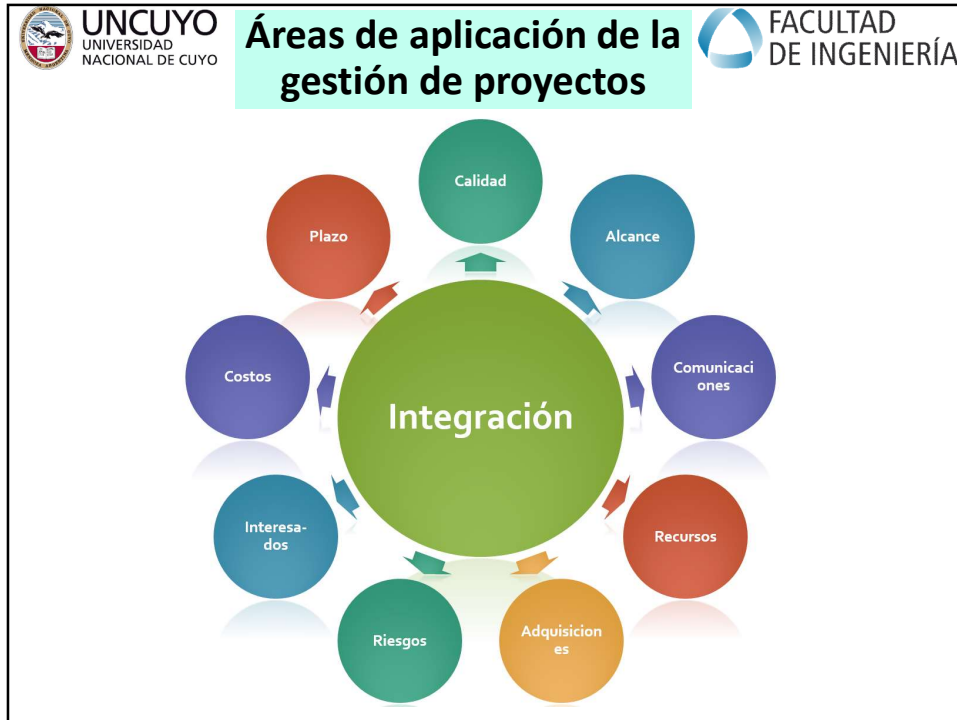 UNCUYO
UNIVERSIDAD
NACIONAL DE CUYO
Áreas de aplicación de la
gestión de proyectos
FACULTAD
DE INGENIERÍA
Calidad
Plazo
Alcance
Costos
Comunicaci
ones
Integración
Interesa-
dos
Recursos
Riesgos
Adquisicion
es